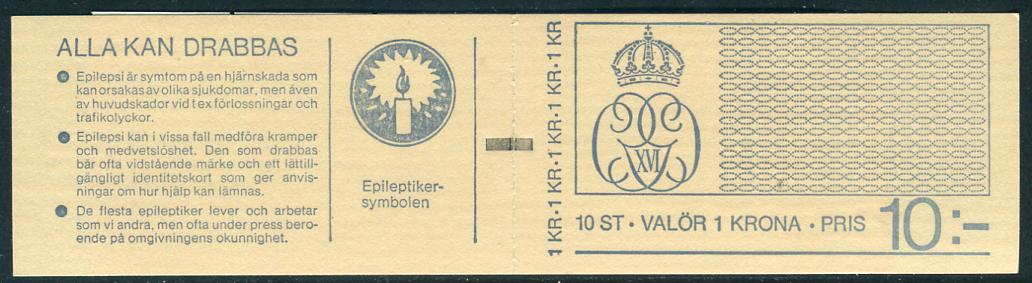 ALLA KAN DRABBAS
Epilepsi är symtom på en hjärnskada som
kan orsakas av olika sjukdomar, men även
av huvudskador vid t ex förlossningar och
trafikolyckor.
Epilepsi kan i vissa fall medföra kramper
och medvetslöshet. Den som drabbas
bär ofta vidstående märke och ett lättill-
gängligt identitetskort som ger anvis-
ningar om hur hjälp kan lämnas.
De flesta epileptiker lever och arbetar
som vi andra, men ofta under press bero-
ende på omgivningens okunnighet.
Epileptiker-
symbolen
1 KR·1 KR·1 KR·1 KR·1 KR
XVI
10 ST · VALÖR 1 KRONA · PRIS 10:-